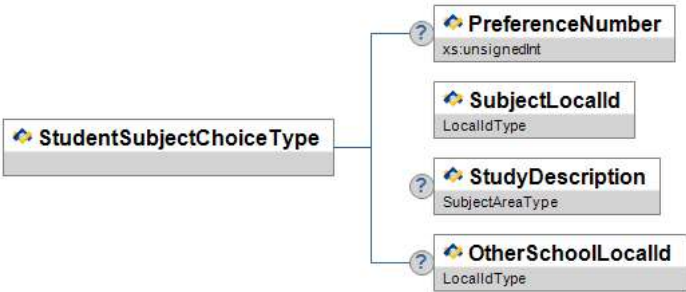 StudentSubjectChoiceType
? PreferenceNumber
xs:unsignedInt
SubjectLocalId
LocalIdType
? StudyDescription
SubjectAreaType
? OtherSchoolLocalId
LocalIdType